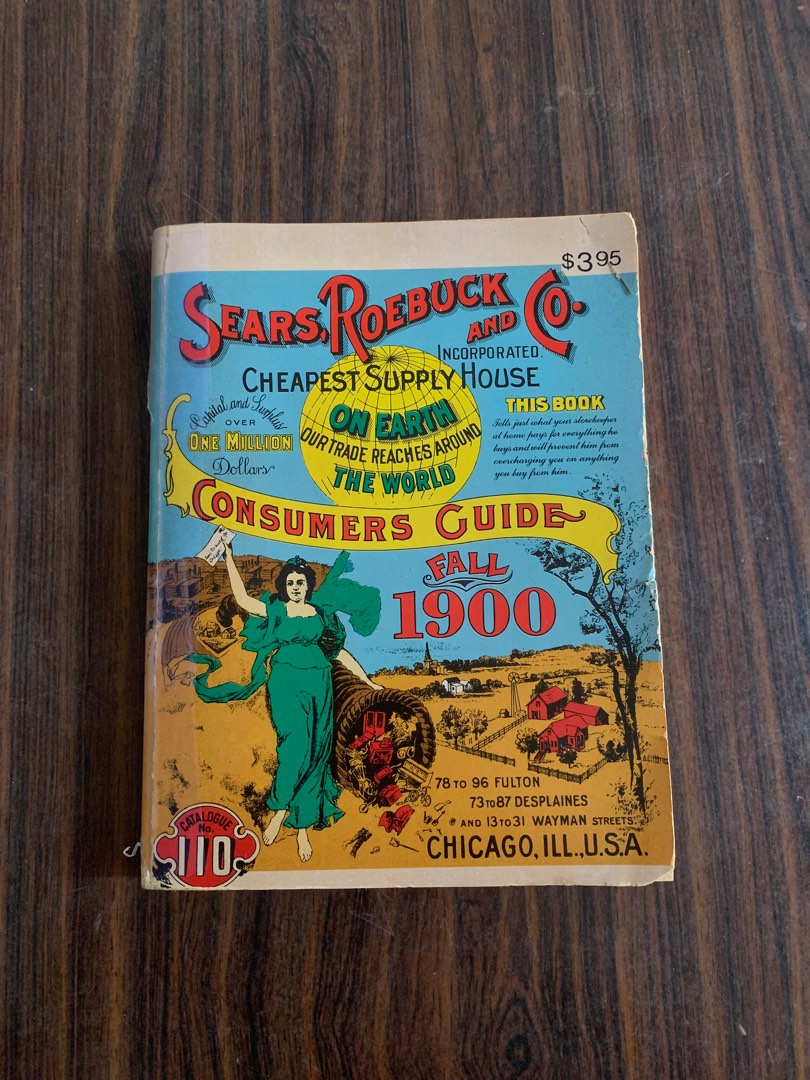 $3.95
SEARS, ROEBUCK AND CO.
INCORPORATED.
CHEAPEST SUPPLY HOUSE
ON EARTH
OUR TRADE REACHES AROUND
THE WORLD
Capital and Surplus
OVER
ONE MILLION
Dollars
THIS BOOK
Tells just what your storekeeper
at home pays for everything he
buys and will prevent him from
overcharging you on anything
you buy from him.
CONSUMERS GUIDE
FALL
1900
78 TO 96 FULTON
73 TO 87 DESPLAINES
AND 13 TO 31 WAYMAN STREETS.
CHICAGO, ILL., U.S.A.
CATALOGUE
No.
110